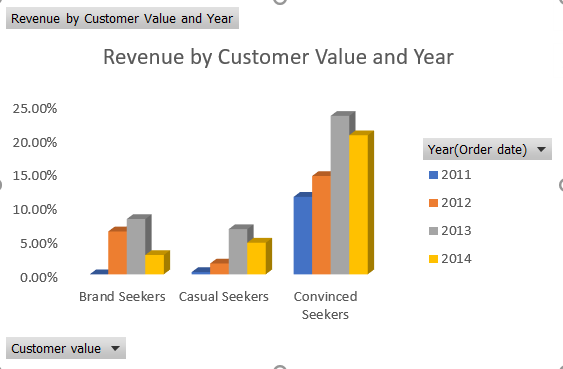 Revenue by Customer Value and Year
Revenue by Customer Value and Year
25.00%
20.00%
15.00%
10.00%
5.00%
0.00%
Brand Seekers
Casual Seekers
Convinced
Seekers
Year(Order date)
2011
2012
2013
2014
Customer value